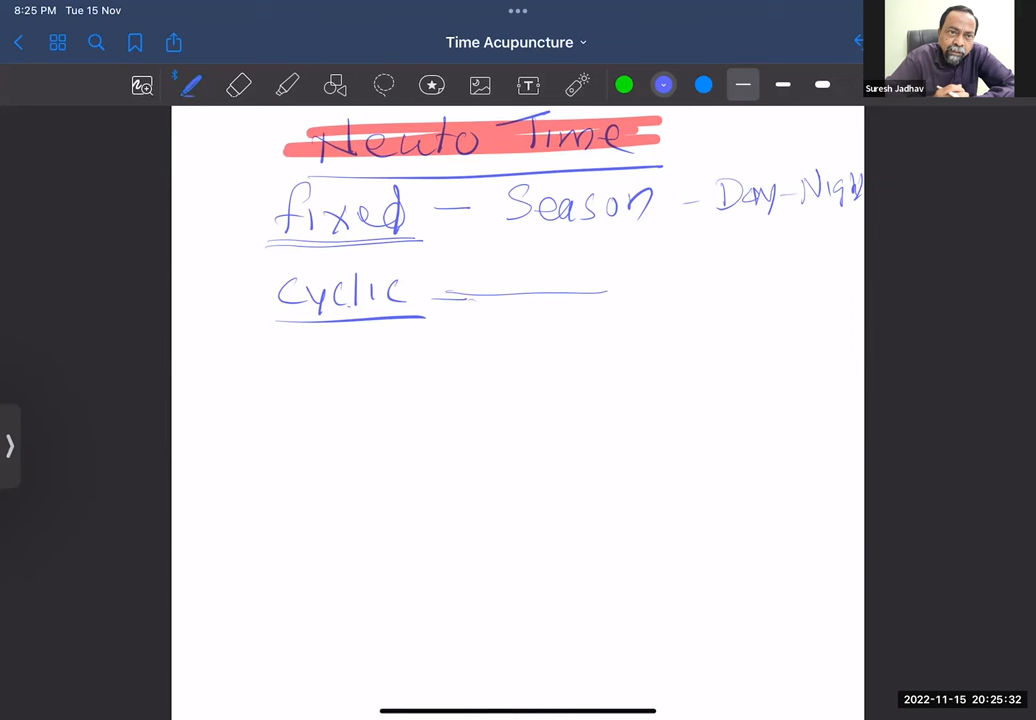 8:25 PM Tue 15 Nov
Time Acupuncture
Suresh Jadhav
Neuto Time
fixed - Season - Day-Nigh
Cyclic =
2022-11-15 20:25:32